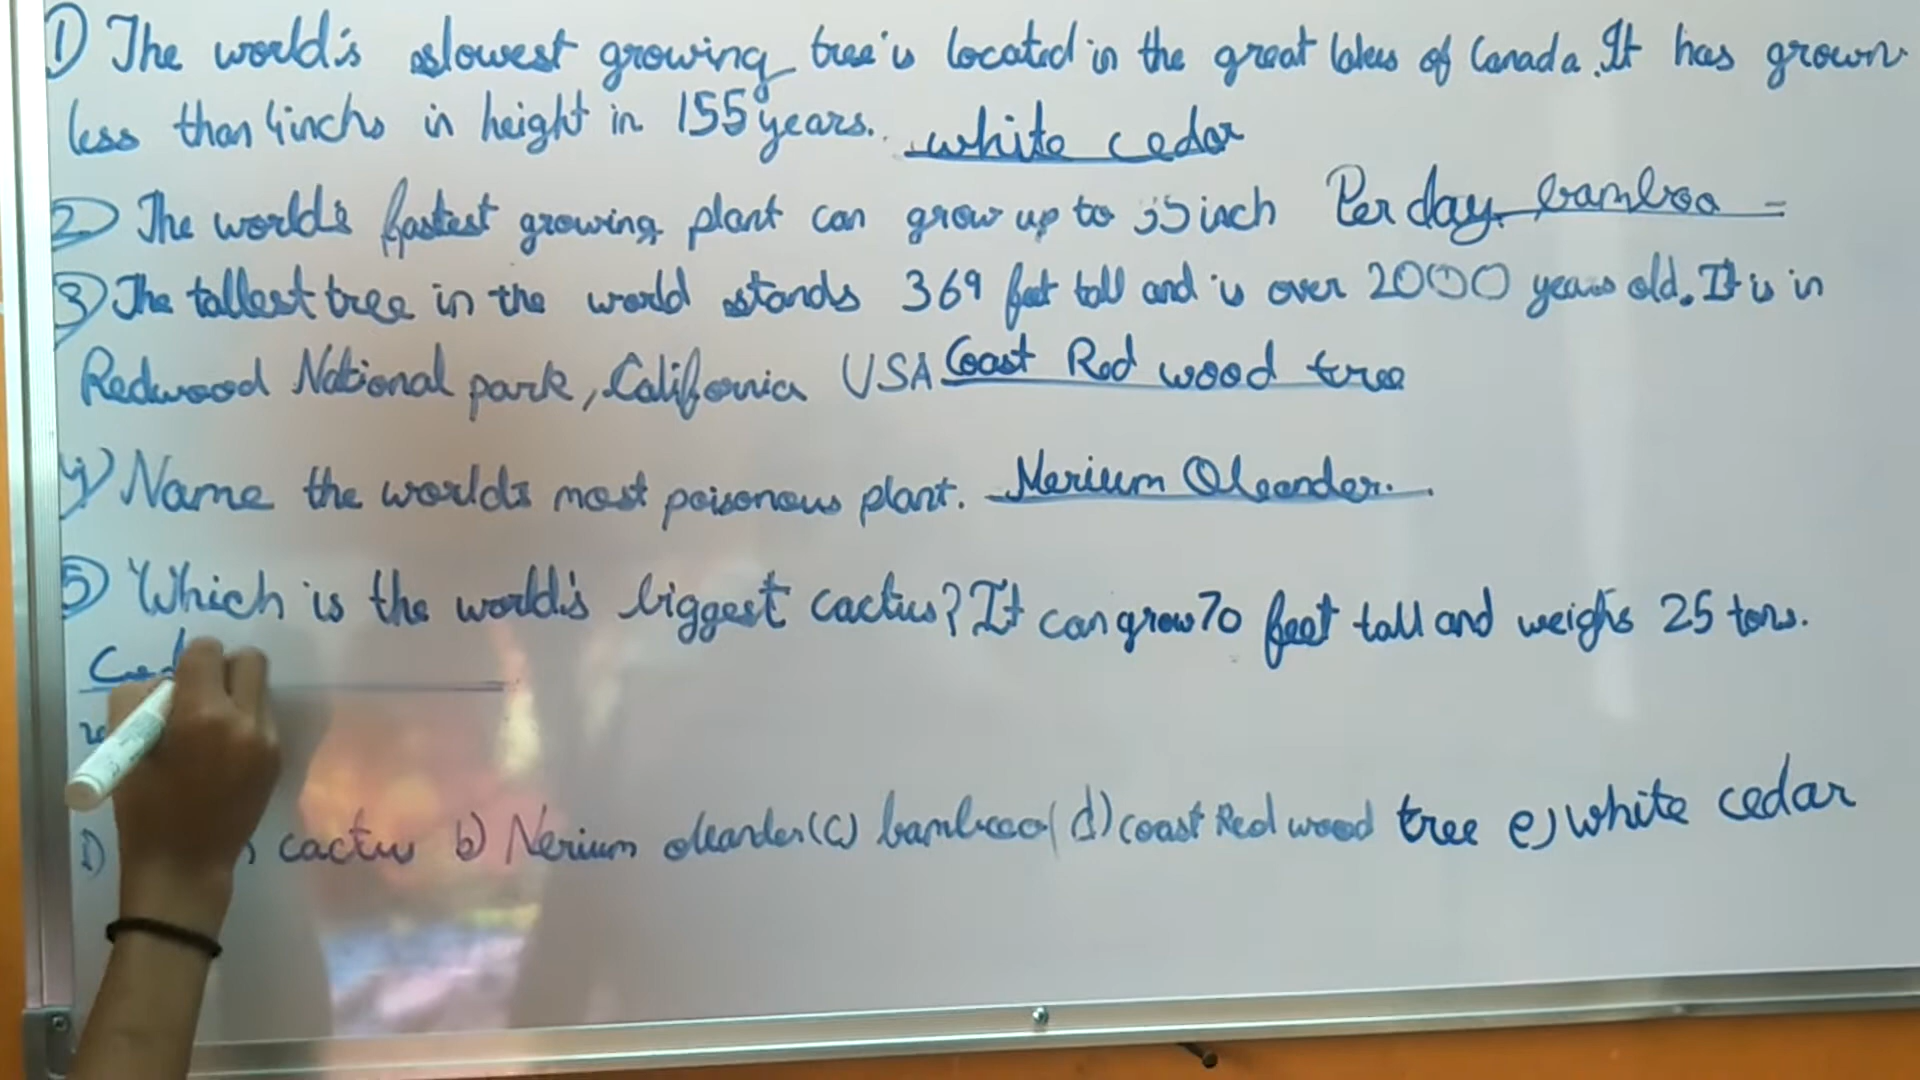 1) The world's slowest growing tree is located in the great lakes of Canada. It has grown
less than 4 inchs in height in 155 years. white cedar
2) The world's fastest growing plant can grow up to 35 inch Per day. bamboo
3) The tallest tree in the world stands 369 feet tall and is over 2000 years old. It is in
Redwood National park, California USA Coast Red wood tree
4) Name the worlds most poisonous plant. Nerium Oleander.
5) Which is the world's biggest cactus? It can grow 70 feet tall and weighs 25 tons.
cactus b) Nerium oleander (c) bamboo (d) coast Red wood tree e) white cedar